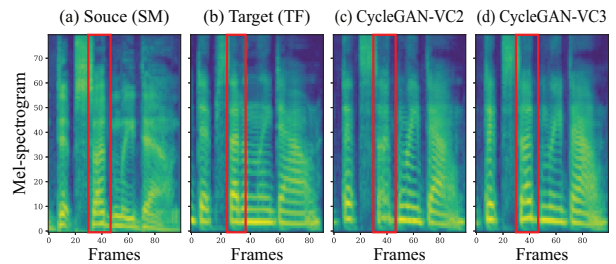 (a) Souce (SM) (b) Target (TF) (c) CycleGAN-VC2 (d) CycleGAN-VC3
Mel-spectrogram
70
60
50
40
30
20
10
0
0 20 40 60 80 0 20 40 60 80 0 20 40 60 80 0 20 40 60 80
Frames Frames Frames Frames